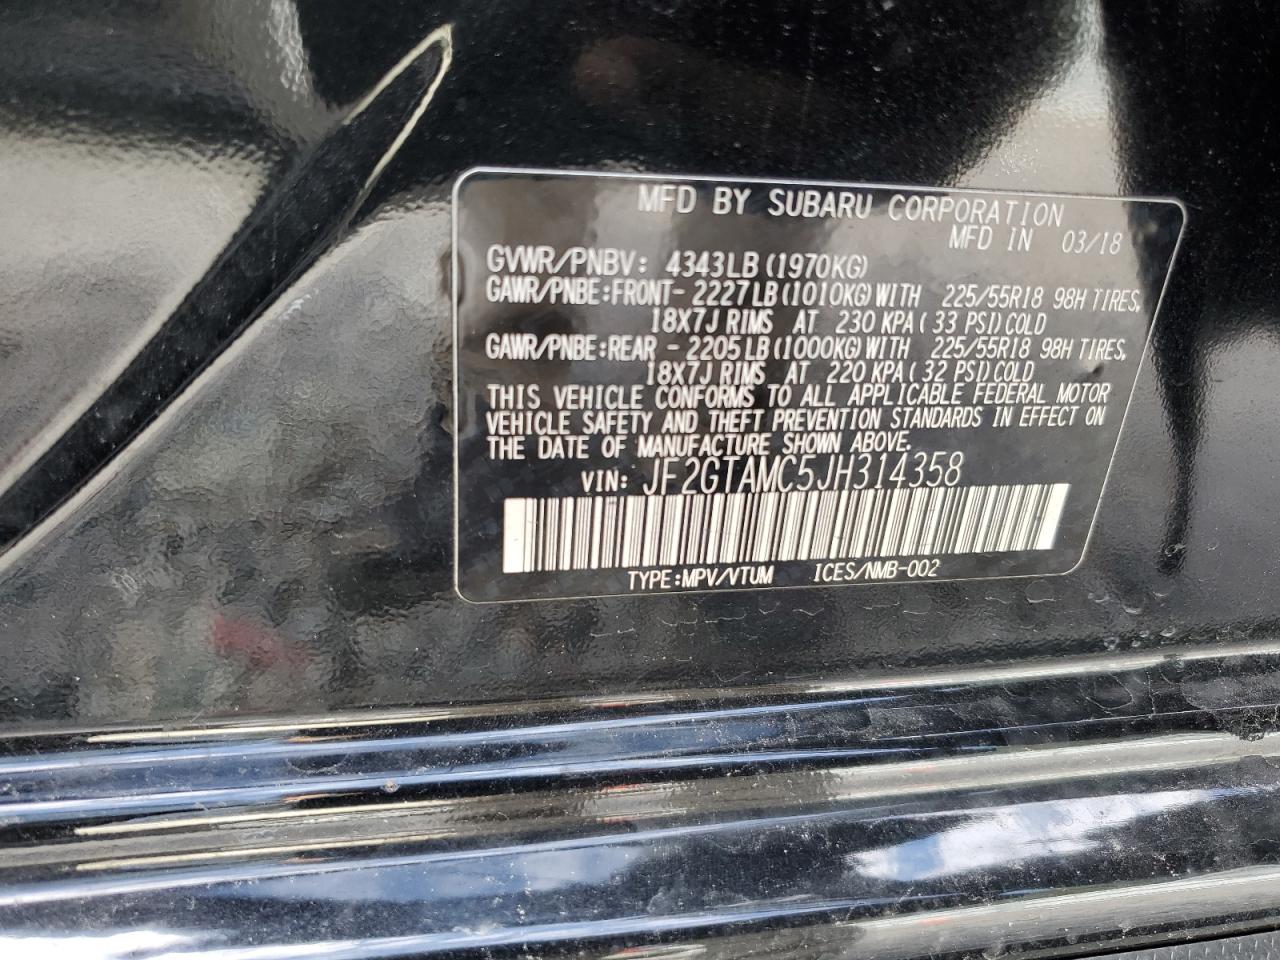 MFD BY SUBARU CORPORATION
MFD IN 03/18
GVWR/PNBV: 4343LB(1970KG)
GAWR/PNBE:FRONT- 2227LB(1010KG)WITH 225/55R18 98H TIRES,
18X7J RIMS AT 230 KPA(33 PSI)COLD
GAWR/PNBE:REAR - 2205LB(1000KG)WITH 225/55R18 98H TIRES,
18X7J RIMS AT 220 KPA(32 PSI)COLD
THIS VEHICLE CONFORMS TO ALL APPLICABLE FEDERAL MOTOR
VEHICLE SAFETY AND THEFT PREVENTION STANDARDS IN EFFECT ON
THE DATE OF MANUFACTURE SHOWN ABOVE.
VIN: JF2GTAMC5JH314358
TYPE:MPV/VTUM ICES/NMB-002